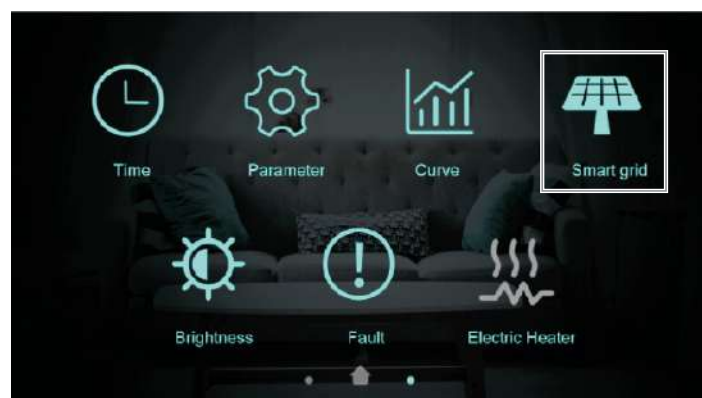 Time
Parameter
Curve
Smart grid
Brightness
Fault
Electric Heater